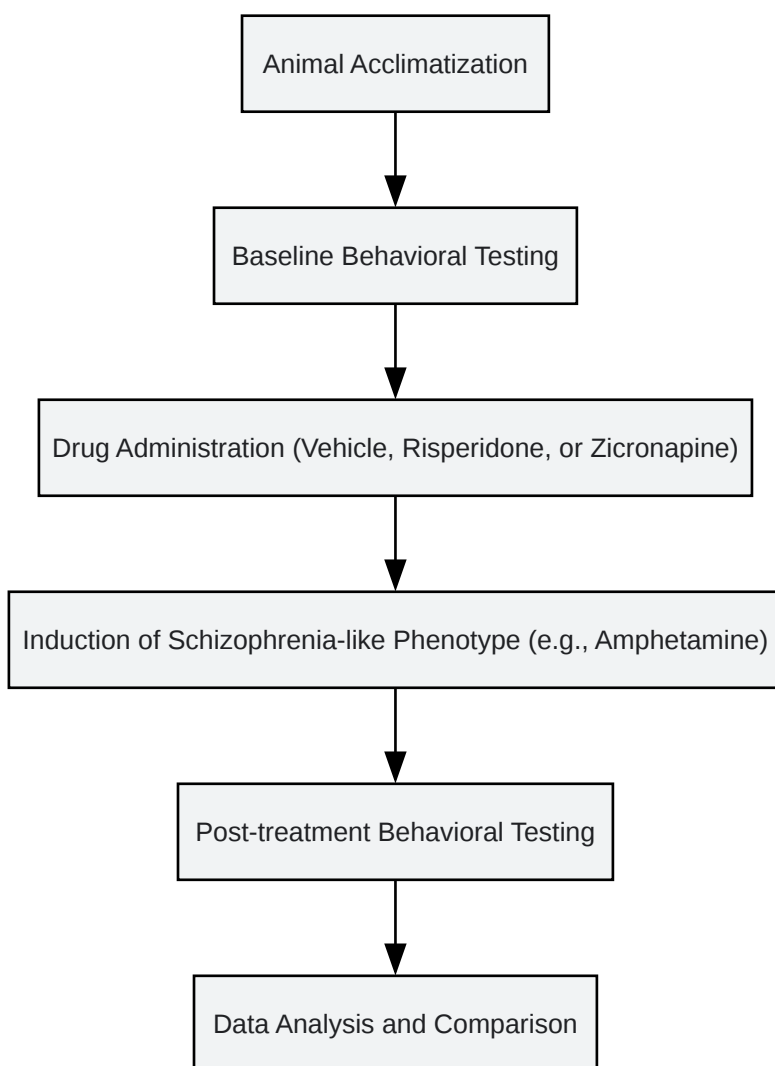 Animal Acclimatization
Baseline Behavioral Testing
Drug Administration (Vehicle, Risperidone, or Zicronapine)
Induction of Schizophrenia-like Phenotype (e.g., Amphetamine)
Post-treatment Behavioral Testing
Data Analysis and Comparison